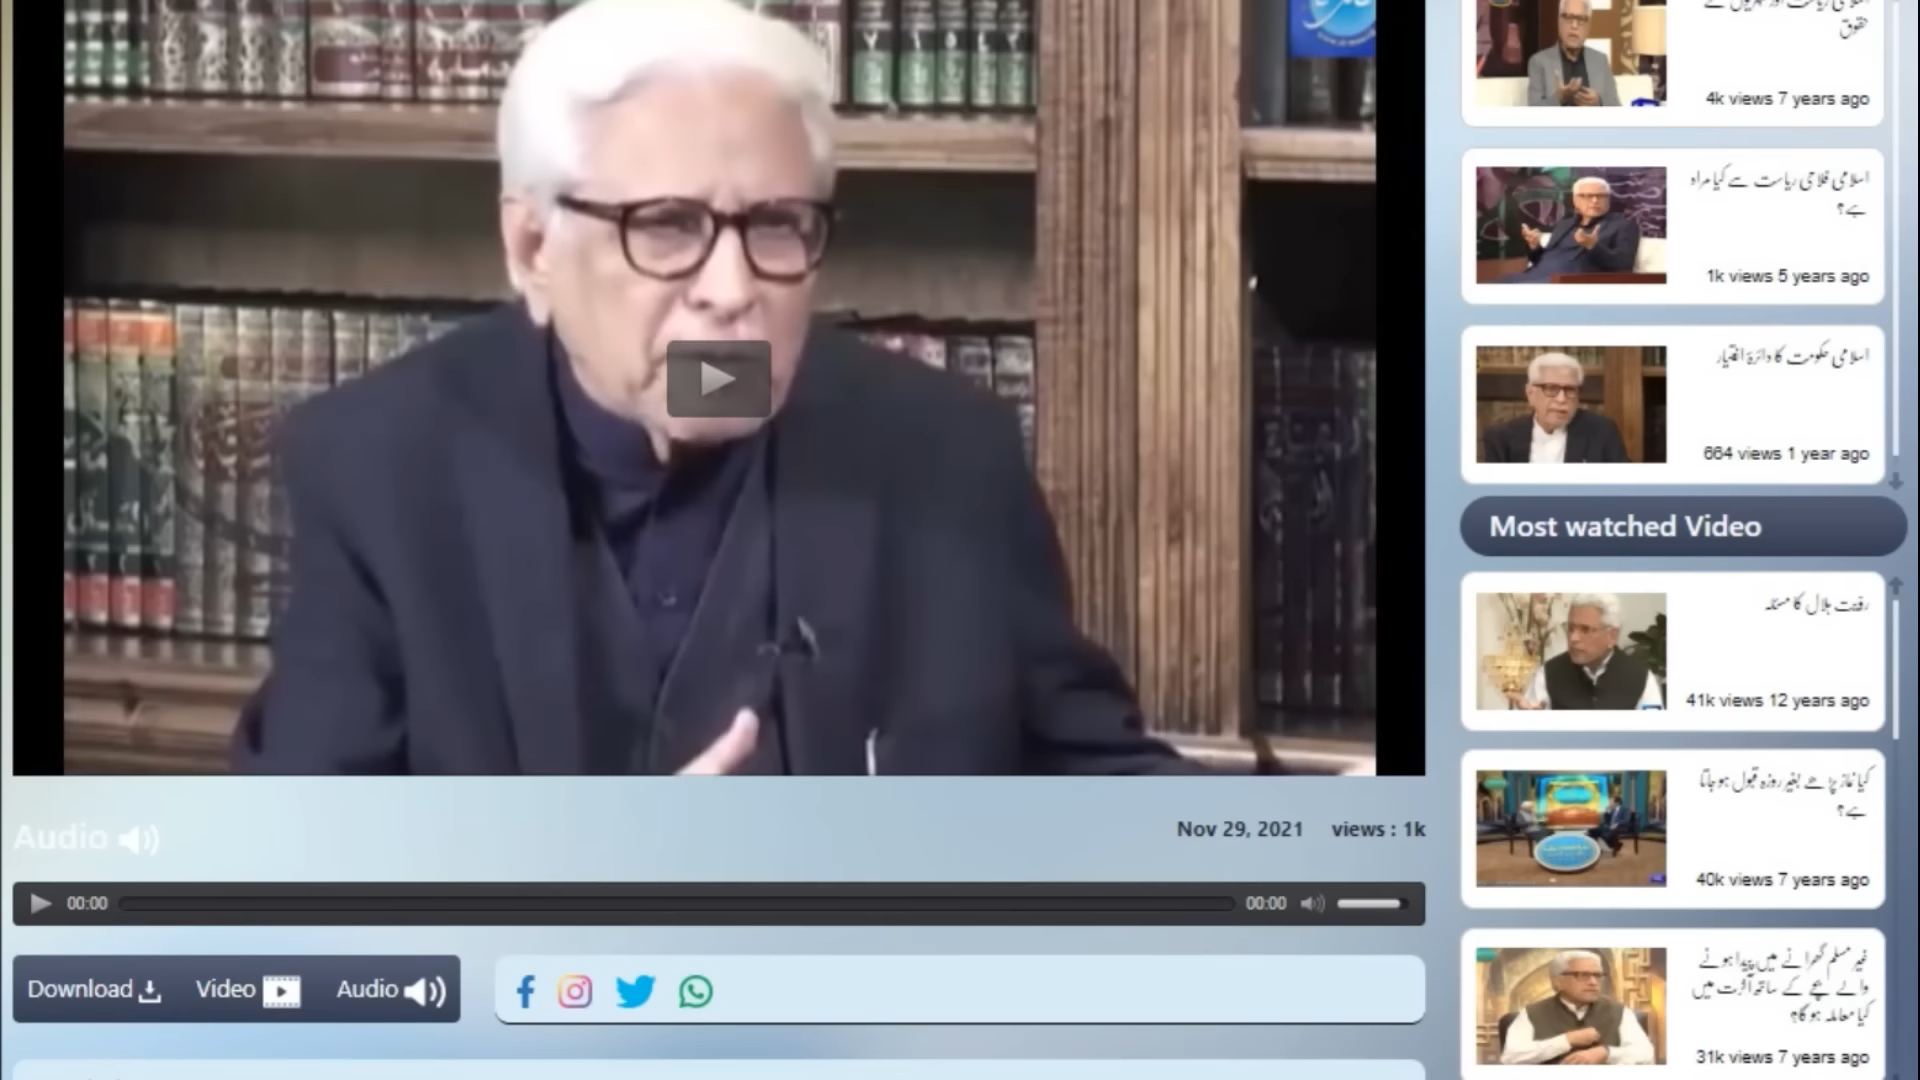 Audio
Nov 29, 2021 views : 1k
00:00 00:00
Download Video Audio
حقوق
4k views 7 years ago
اسلامی فلاحی ریاست سے کیا مراد
ہے؟
1k views 5 years ago
اسلامی حکومت کا دائرۂ اختیار
664 views 1 year ago
Most watched Video
رؤیت ہلال کا مسئلہ
41k views 12 years ago
کیا نماز پڑھے بغیر روزہ قبول ہو جاتا
ہے؟
40k views 7 years ago
غیر مسلم گھرانے میں پیدا ہونے
والے بچے کے ساتھ آخرت میں
کیا معاملہ ہو گا؟
31k views 7 years ago